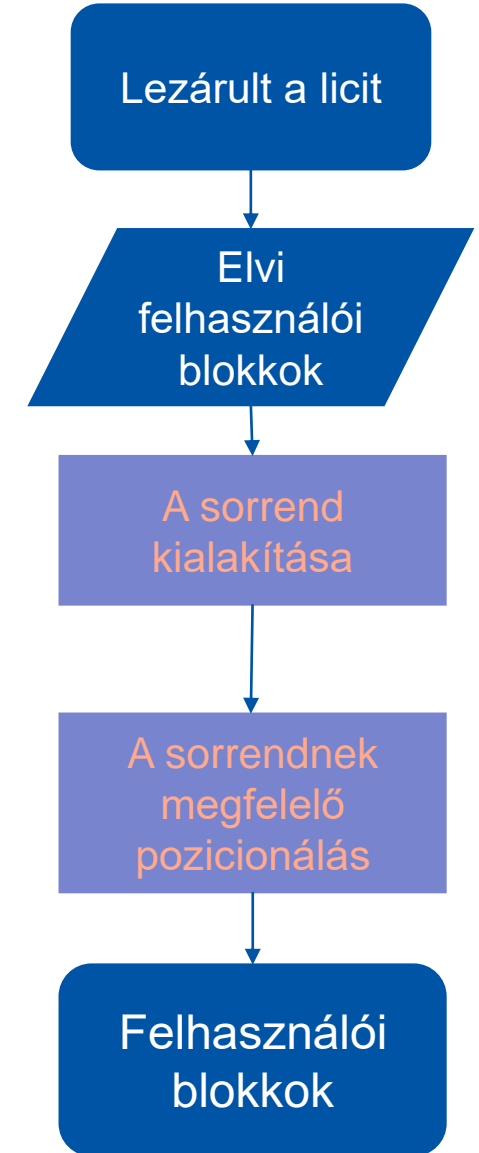 Lezárult a licit
Elvi
felhasználói
blokkok
A sorrend
kialakítása
A sorrendnek
megfelelő
pozicionálás
Felhasználói
blokkok